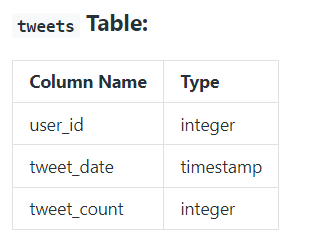 tweets Table:
Column Name Type
user_id integer
tweet_date timestamp
tweet_count integer